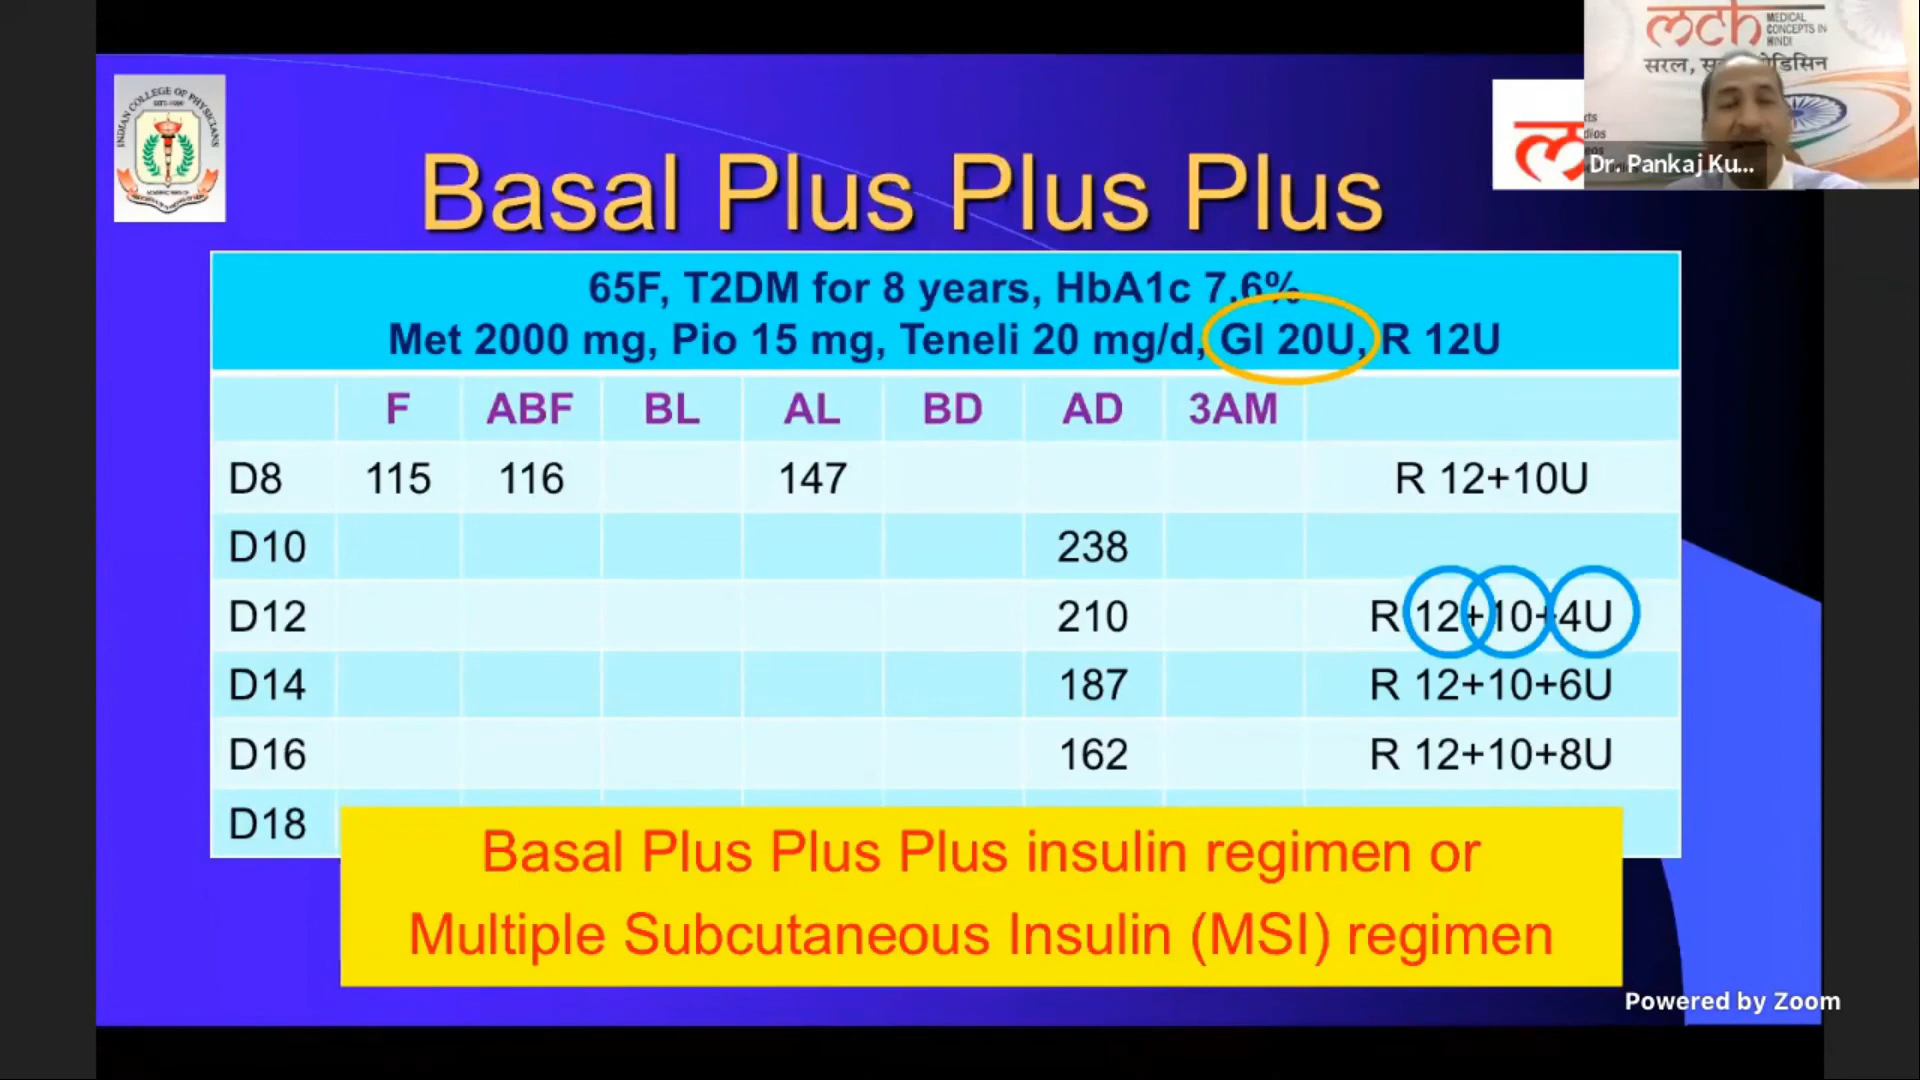 INDIAN COLLEGE OF PHYSICIANS
Basal Plus Plus Plus
mch MEDICAL
CONCEPTS IN
HINDI
सरल,
Dr. Pankaj Ku...
65F, T2DM for 8 years, HbA1c 7.6%
Met 2000 mg, Pio 15 mg, Teneli 20 mg/d, Gl 20U, R 12U
F ABF BL AL BD AD 3AM
D8 115 116 147 R 12+10U
D10 238
D12 210 R 12+10+4U
D14 187 R 12+10+6U
D16 162 R 12+10+8U
D18
Basal Plus Plus Plus insulin regimen or
Multiple Subcutaneous Insulin (MSI) regimen
Powered by Zoom